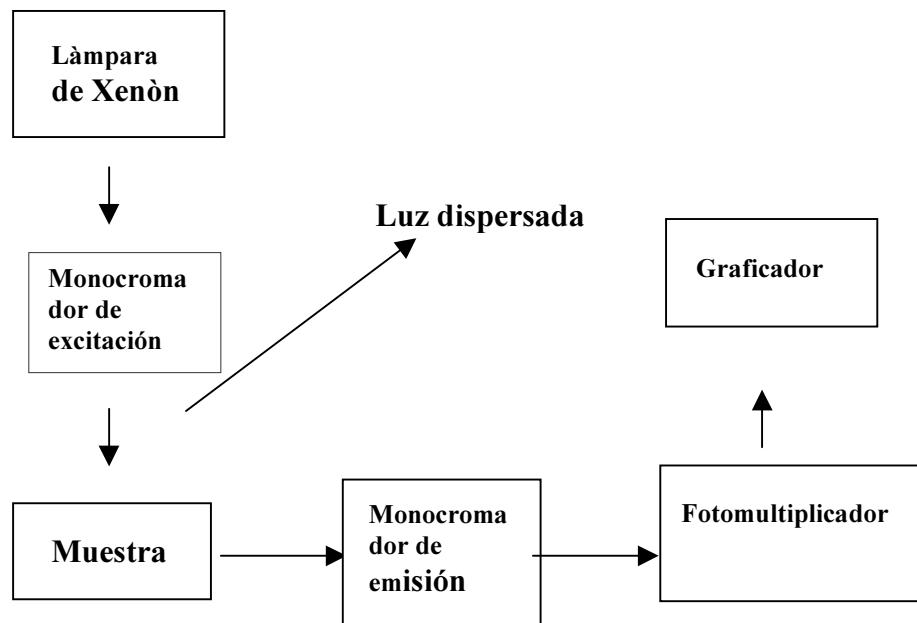 Làmpara
de Xenòn
Luz dispersada
Monocroma
dor de
excitación
Graficador
Muestra
Monocroma
dor de
emisión
Fotomultiplicador